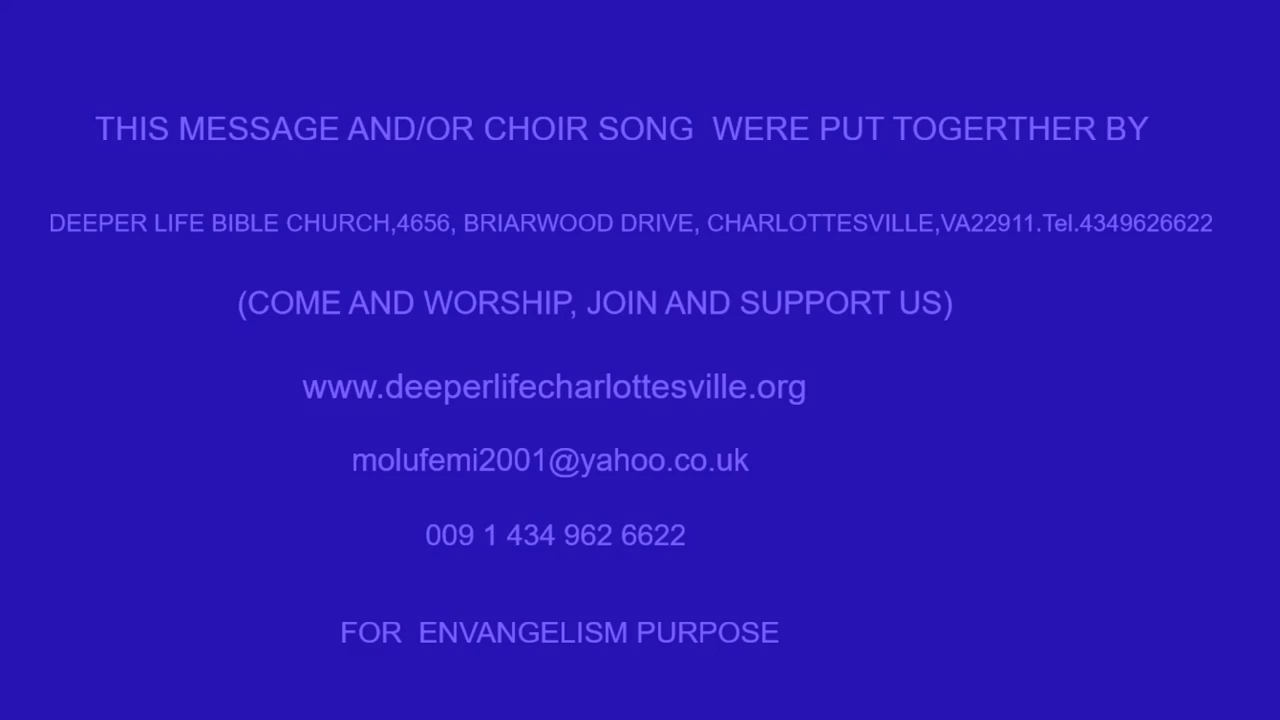 THIS MESSAGE AND/OR CHOIR SONG  WERE PUT TOGERTHER BY
DEEPER LIFE BIBLE CHURCH,4656, BRIARWOOD DRIVE, CHARLOTTESVILLE,VA22911.Tel.4349626622
(COME AND WORSHIP, JOIN AND SUPPORT US)
www.deeperlifecharlottesville.org
molufemi2001@yahoo.co.uk
009 1 434 962 6622
FOR  ENVANGELISM PURPOSE